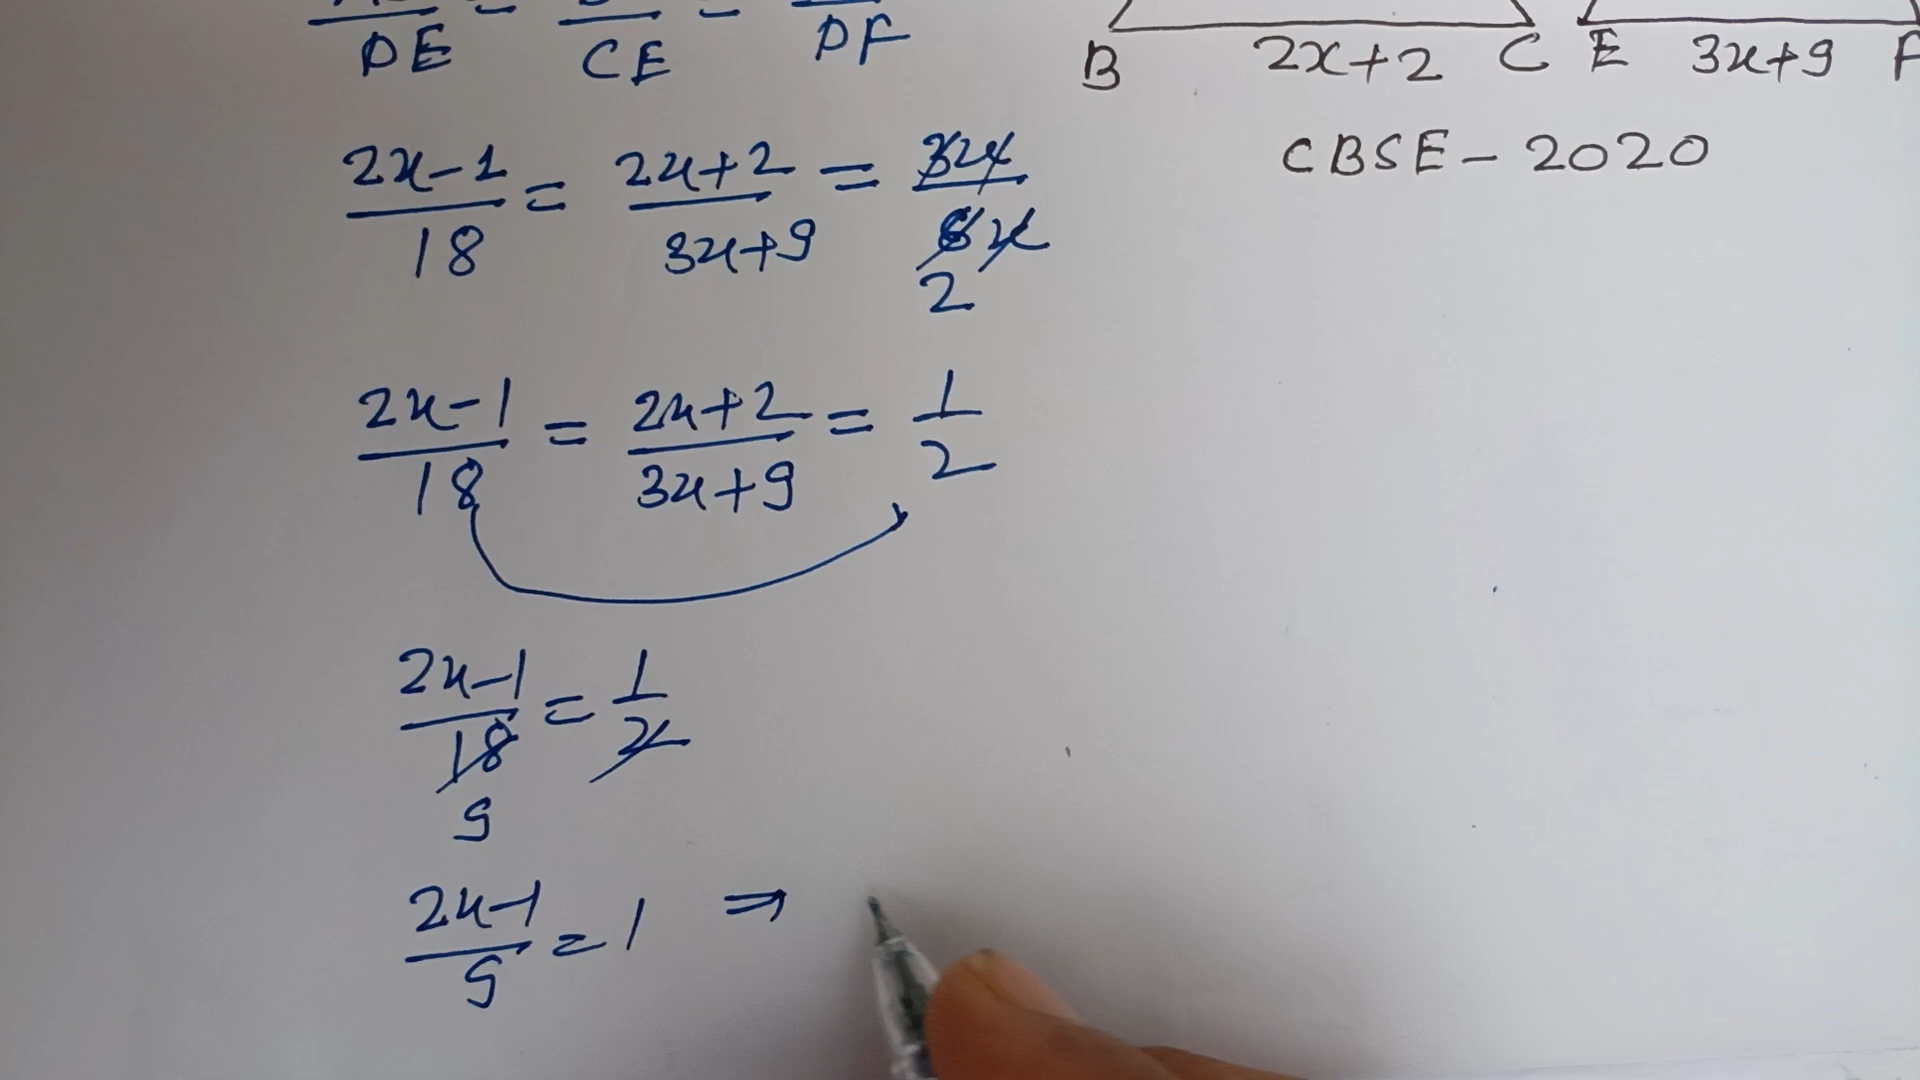 DE CE DF
B 2x+2 C E 3x+9 F
CBSE - 2020
2x-1/18 = 2x+2/3x+9 = 3x/6x
2
2x-1/18 = 2x+2/3x+9 = 1/2
2x-1/18 = 1/2
9
2x-1/9 = 1 ⇒